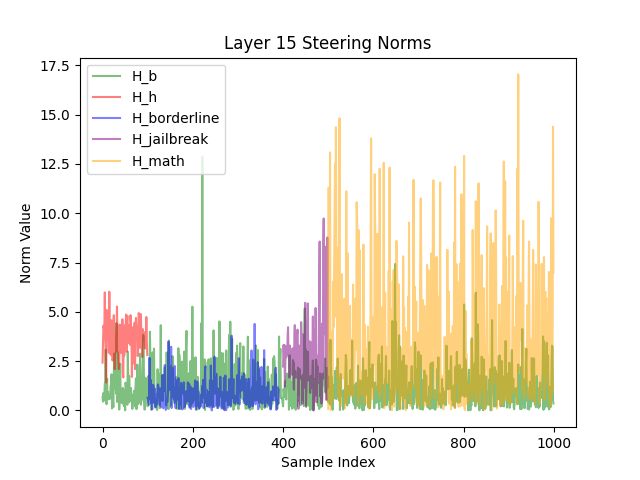 Layer 15 Steering Norms
17.5
15.0
12.5
10.0
7.5
5.0
2.5
0.0
Norm Value
H_b
H_h
H_borderline
H_jailbreak
H_math
0 200 400 600 800 1000
Sample Index